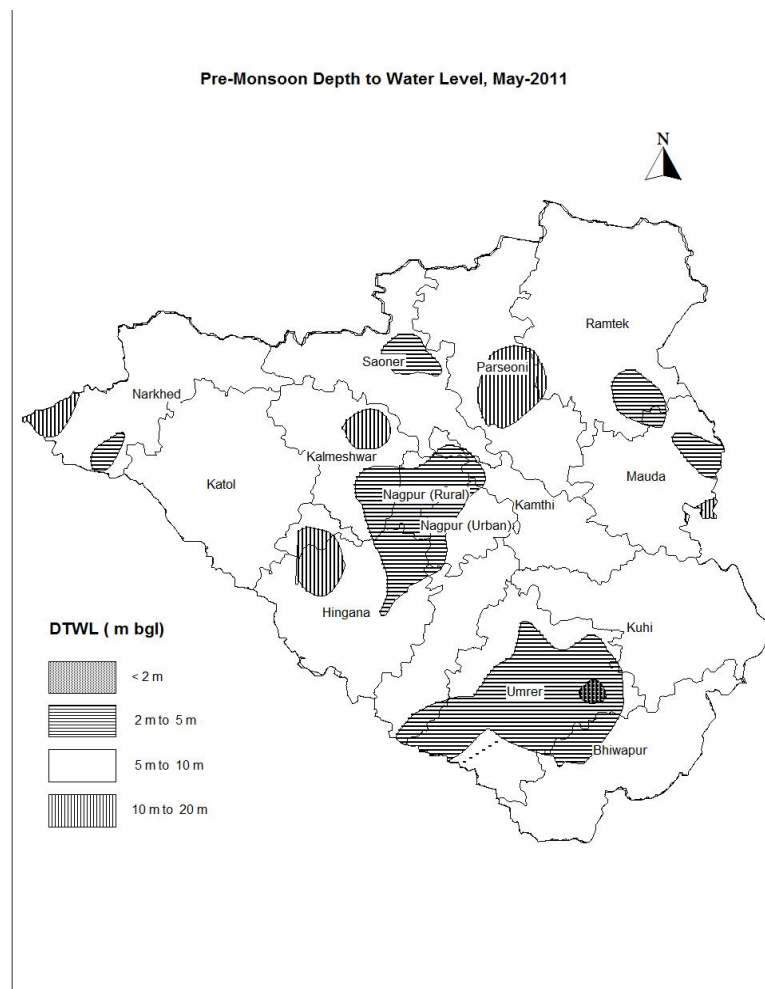 Pre-Monsoon Depth to Water Level, May-2011
N
Ramtek
Saoner
Parseoni
Narkhed
Kalmeshwar
Katol
Mauda
Nagpur (Rural)
Kamthi
Nagpur (Urban)
Hingana
Kuhi
DTWL ( m bgl)
< 2 m
Umrer
2 m to 5 m
Bhiwapur
5 m to 10 m
10 m to 20 m